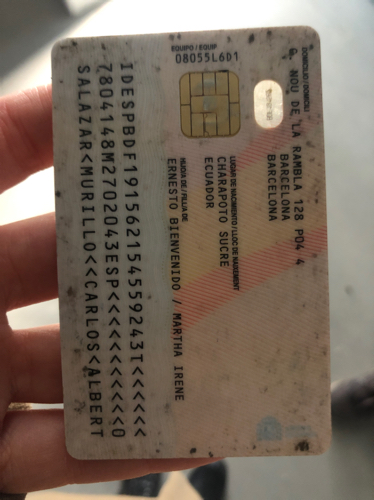 DOMICILIO / DOMICILI
C. NOU DE LA RAMBLA 128 P04 4
BARCELONA
BARCELONA
EQUIPO / EQUIP
08055L6D1
LUGAR DE NACIMIENTO / LLOC DE NAIXEMENT
CHARAPOTO SUCRE
ECUADOR
HIJO/A DE / FILL/A DE
ERNESTO BIENVENIDO / MARTHA IRENE
IDESPBDF191562154559243T<<<<<<
7804148M2702043ESP<<<<<<<<<<<0
SALAZAR<MURILLO<<CARLOS<ALBERT